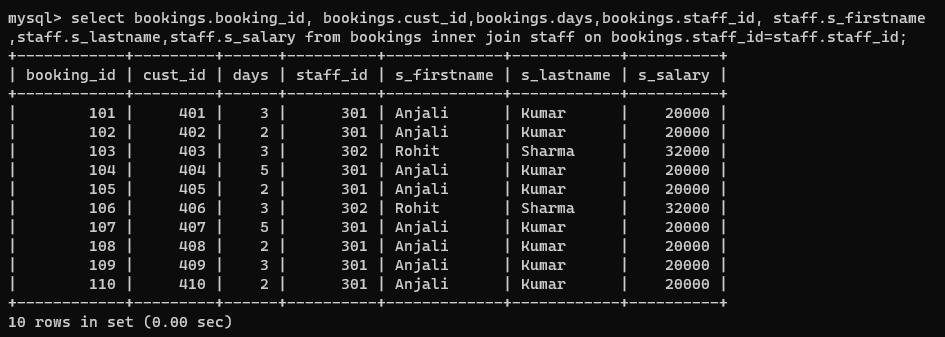 mysql> select bookings.booking_id, bookings.cust_id,bookings.days,bookings.staff_id, staff.s_firstname
,staff.s_lastname,staff.s_salary from bookings inner join staff on bookings.staff_id=staff.staff_id;
+------------+---------+------+----------+-------------+------------+----------+
| booking_id | cust_id | days | staff_id | s_firstname | s_lastname | s_salary |
+------------+---------+------+----------+-------------+------------+----------+
|        101 |     401 |    3 |      301 | Anjali      | Kumar      |    20000 |
|        102 |     402 |    2 |      301 | Anjali      | Kumar      |    20000 |
|        103 |     403 |    3 |      302 | Rohit       | Sharma     |    32000 |
|        104 |     404 |    5 |      301 | Anjali      | Kumar      |    20000 |
|        105 |     405 |    2 |      301 | Anjali      | Kumar      |    20000 |
|        106 |     406 |    3 |      302 | Rohit       | Sharma     |    32000 |
|        107 |     407 |    5 |      301 | Anjali      | Kumar      |    20000 |
|        108 |     408 |    2 |      301 | Anjali      | Kumar      |    20000 |
|        109 |     409 |    3 |      301 | Anjali      | Kumar      |    20000 |
|        110 |     410 |    2 |      301 | Anjali      | Kumar      |    20000 |
+------------+---------+------+----------+-------------+------------+----------+
10 rows in set (0.00 sec)